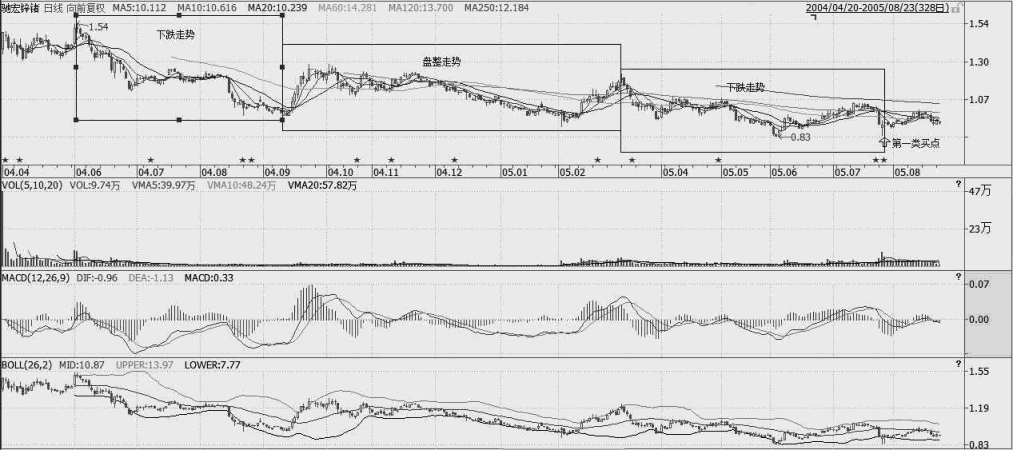 驰宏锌锗 日线 向前复权 MA5:10.112 MA10:10.616 MA20:10.239 MA60:14.281 MA120:13.700 MA250:12.184 2004/04/20-2005/08/23(328日)
1.54
下跌走势
盘整走势
下跌走势
0.83
第一类买点
1.54
1.30
1.07
04.04 04.06 04.07 04.08 04.09 04.10 04.11 04.12 05.01 05.02 05.04 05.05 05.06 05.07 05.08
VOL(5,10,20) VOL:9.74万 VMA5:39.97万 VMA10:48.24万 VMA20:57.82万 ?
47万
23万
MACD(12,26,9) DIF:-0.96 DEA:-1.13 MACD:0.33 ?
0.07
0.00
BOLL(26,2) MID:10.87 UPPER:13.97 LOWER:7.77 ?
1.55
1.19
0.83